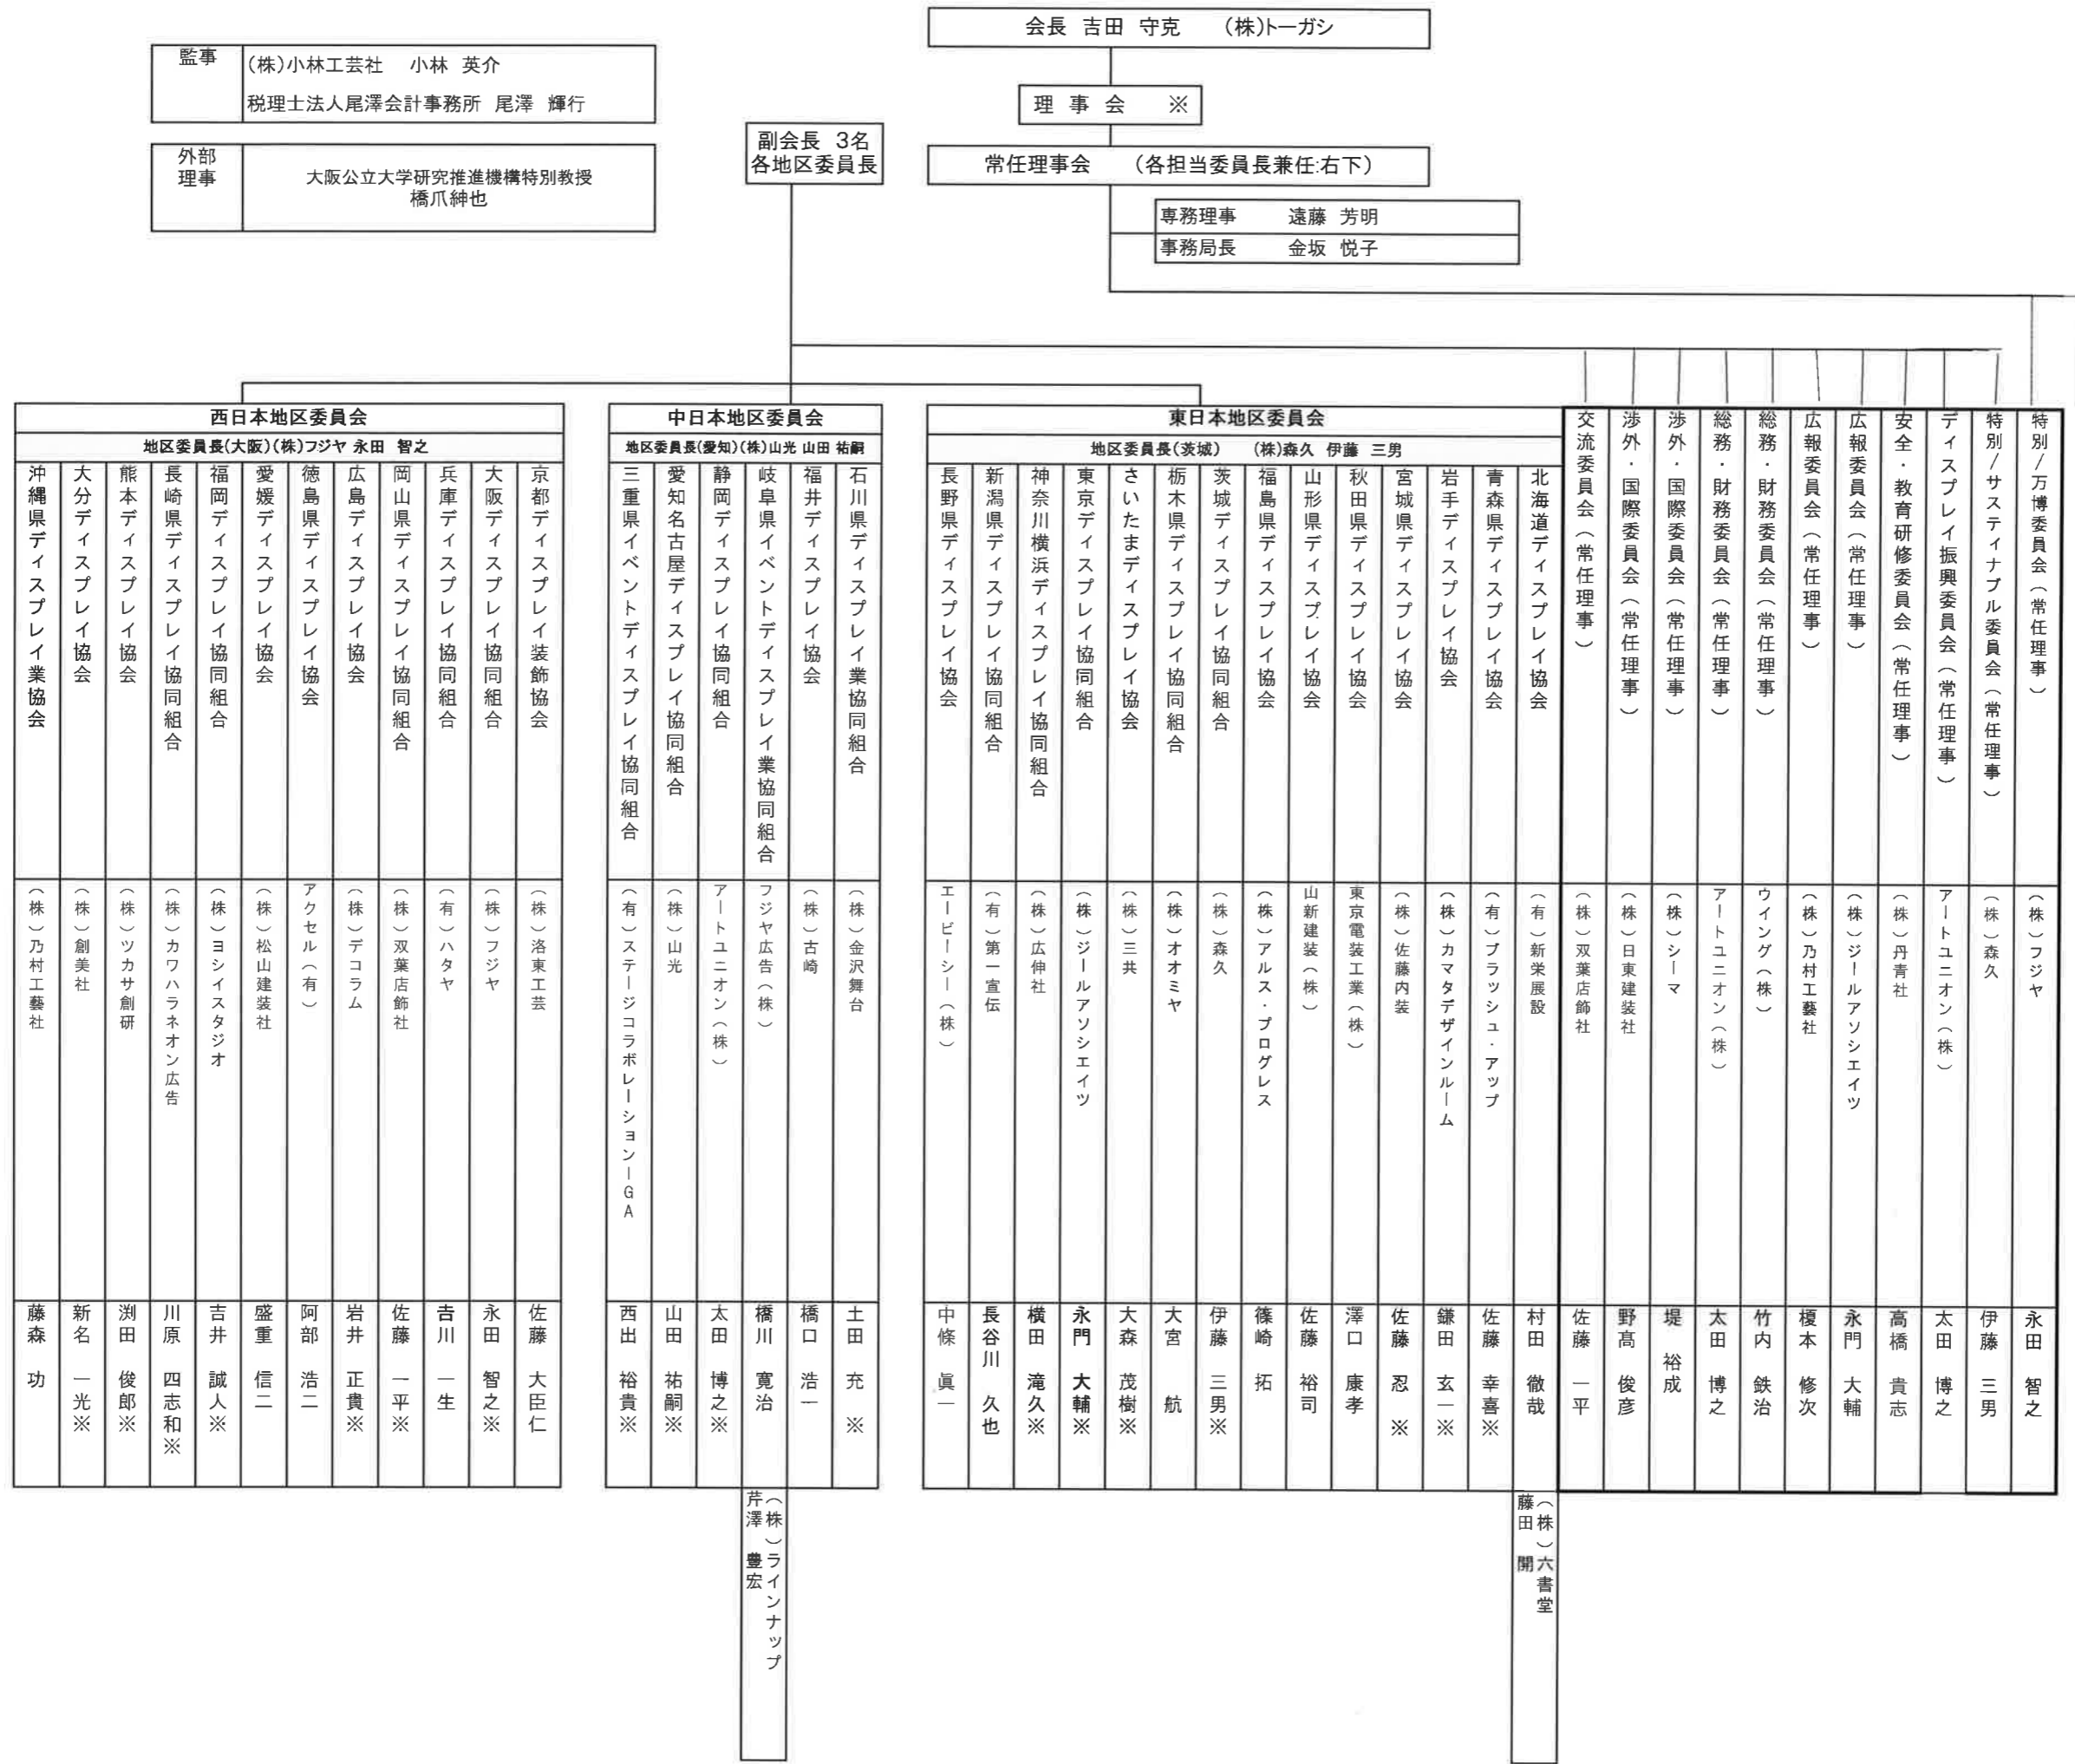 会長 吉田 守克 (株)トーガシ
理 事 会 ※
常任理事会 (各担当委員長兼任:右下)
専務理事 遠藤 芳明
事務局長 金坂 悦子
監事
(株)小林工芸社 小林 英介
税理士法人尾澤会計事務所 尾澤 輝行
外部
理事
大阪公立大学研究推進機構特別教授
橋爪紳也
副会長 3名
各地区委員長
西日本地区委員会
地区委員長(大阪)(株)フジヤ 永田 智之
沖縄県ディスプレイ業協会
(株)乃村工藝社
藤森 功
大分ディスプレイ協会
(株)創美社
新名 一光※
熊本ディスプレイ協会
(株)ツカサ創研
渕田 俊郎※
長崎県ディスプレイ協同組合
(株)カワハラネオン広告
川原 四志和※
福岡ディスプレイ協同組合
(株)ヨシイスタジオ
吉井 誠人※
愛媛ディスプレイ協会
(株)松山建装社
盛重 信二
徳島県ディスプレイ協会
アクセル(有)
阿部 浩二
広島ディスプレイ協会
(株)デコラム
岩井 正貴※
岡山県ディスプレイ協同組合
(株)双葉店飾社
佐藤 一平※
兵庫ディスプレイ協同組合
(有)ハタヤ
𠮷川 一生
大阪ディスプレイ協同組合
(株)フジヤ
永田 智之※
京都ディスプレイ装飾協会
(株)洛東工芸
佐藤 大臣仁
中日本地区委員会
地区委員長(愛知)(株)山光 山田 祐嗣
三重県イベントディスプレイ協同組合
(有)ステージコラボレーションーGA
西出 裕貴※
愛知名古屋ディスプレイ協同組合
(株)山光
山田 祐嗣※
静岡ディスプレイ協同組合
アートユニオン(株)
太田 博之※
岐阜県イベントディスプレイ業協同組合
フジヤ広告(株)
橋川 寛治
(株)ラインナップ
芹澤 豊宏
福井ディスプレイ協会
(株)古崎
橋口 浩一
石川県ディスプレイ業協同組合
(株)金沢舞台
土田 充 ※
東日本地区委員会
地区委員長(茨城) (株)森久 伊藤 三男
長野県ディスプレイ協会
エービーシー(株)
中條 眞一
新潟県ディスプレイ協同組合
(有)第一宣伝
長谷川 久也
神奈川横浜ディスプレイ協同組合
(株)広伸社
横田 滝久※
東京ディスプレイ協同組合
(株)ジールアソシエイツ
永門 大輔※
さいたまディスプレイ協会
(株)三共
大森 茂樹※
栃木県ディスプレイ協同組合
(株)オオミヤ
大宮 航
茨城ディスプレイ協同組合
(株)森久
伊藤 三男※
福島県ディスプレイ協会
(株)アルス・プログレス
篠崎 拓
山形県ディスプレイ協会
山新建装(株)
佐藤 裕司
秋田県ディスプレイ協会
東京電装工業(株)
澤口 康孝
宮城県ディスプレイ協会
(株)佐藤内装
佐藤 忍 ※
岩手ディスプレイ協会
(株)カマタデザインルーム
鎌田 玄一※
青森県ディスプレイ協会
(有)ブラッシュ・アップ
佐藤 幸喜※
北海道ディスプレイ協会
(有)新栄展設
村田 徹哉
(株)六書堂
藤田 開
交流委員会(常任理事)
(株)双葉店飾社
佐藤 一平
渉外・国際委員会(常任理事)
(株)日東建装社
野髙 俊彦
渉外・国際委員会(常任理事)
(株)シーマ
堤 裕成
総務・財務委員会(常任理事)
アートユニオン(株)
太田 博之
総務・財務委員会(常任理事)
ウイング(株)
竹内 鉄治
広報委員会(常任理事)
(株)乃村工藝社
榎本 修次
広報委員会(常任理事)
(株)ジールアソシエイツ
永門 大輔
安全・教育研修委員会(常任理事)
(株)丹青社
高橋 貴志
ディスプレイ振興委員会(常任理事)
アートユニオン(株)
太田 博之
特別/サスティナブル委員会(常任理事)
(株)森久
伊藤 三男
特別/万博委員会(常任理事)
(株)フジヤ
永田 智之